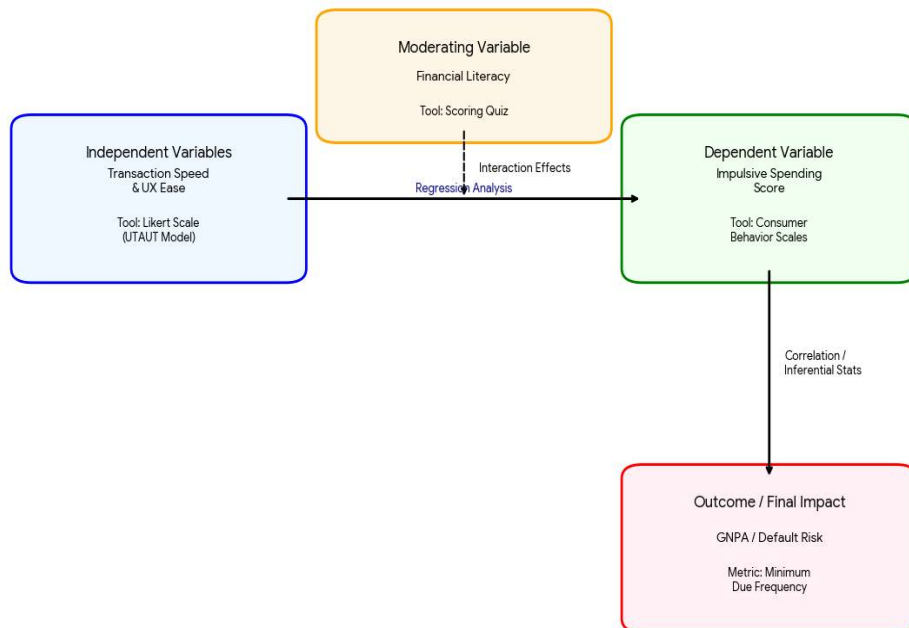 Moderating Variable
Financial Literacy
Tool: Scoring Quiz
Independent Variables
Transaction Speed
& UX Ease
Tool: Likert Scale
(UTAUT Model)
Interaction Effects
Regression Analysis
Dependent Variable
Impulsive Spending
Score
Tool: Consumer
Behavior Scales
Correlation /
Inferential Stats
Outcome / Final Impact
GNPA / Default Risk
Metric: Minimum
Due Frequency